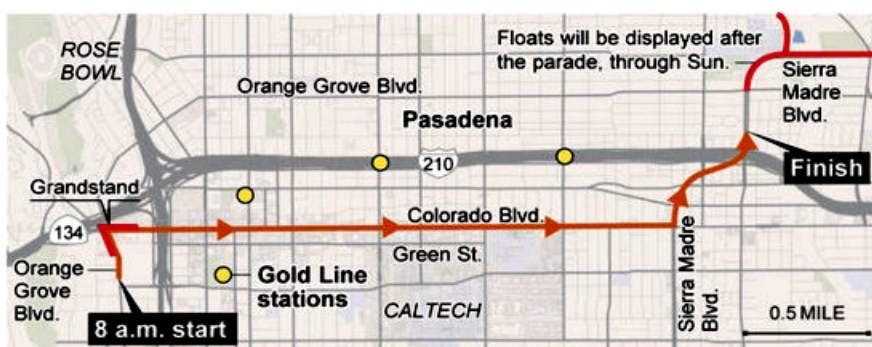 ROSE
BOWL
Orange Grove Blvd.
Floats will be displayed after
the parade, through Sun.
Sierra
Madre
Blvd.
Pasadena
210
Finish
Grandstand
134
Colorado Blvd.
Green St.
Orange
Grove
Blvd.
Gold Line
stations
CALTECH
Sierra Madre
Blvd.
8 a.m. start
0.5 MILE